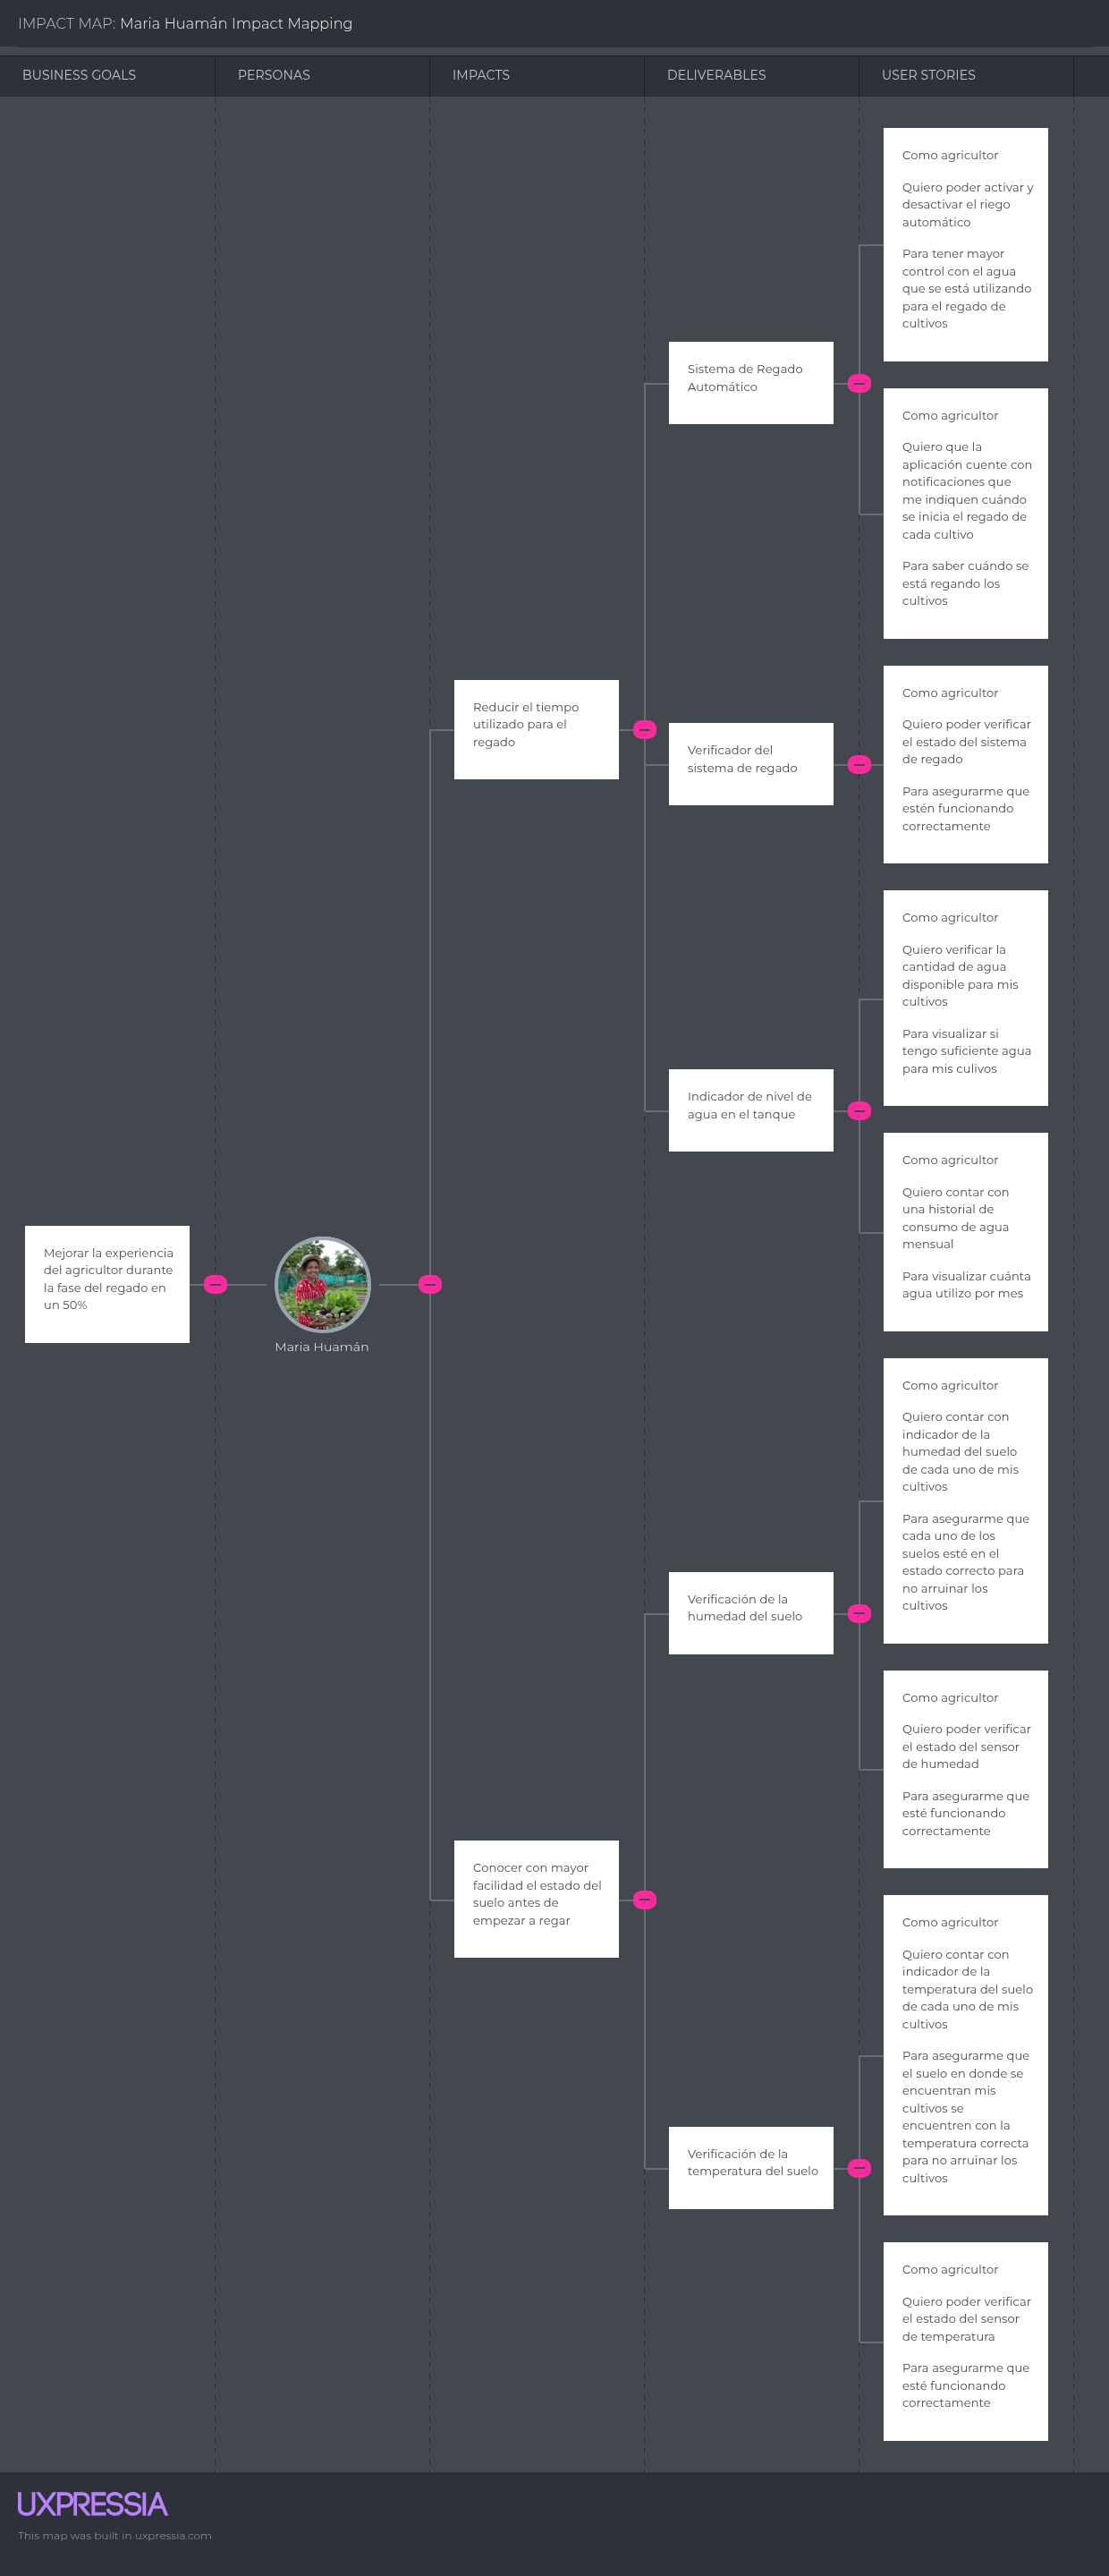 IMPACT MAP: Maria Huamán Impact Mapping
BUSINESS GOALS
PERSONAS
IMPACTS
DELIVERABLES
USER STORIES
Mejorar la experiencia
del agricultor durante
la fase del regado en
un 50%
Maria Huamán
Reducir el tiempo
utilizado para el
regado
Sistema de Regado
Automático
Como agricultor
Quiero poder activar y
desactivar el riego
automático
Para tener mayor
control con el agua
que se está utilizando
para el regado de
cultivos
Como agricultor
Quiero que la
aplicación cuente con
notificaciones que
me indiquen cuándo
se inicia el regado de
cada cultivo
Para saber cuándo se
está regando los
cultivos
Verificador del
sistema de regado
Como agricultor
Quiero poder verificar
el estado del sistema
de regado
Para asegurarme que
estén funcionando
correctamente
Indicador de nivel de
agua en el tanque
Como agricultor
Quiero verificar la
cantidad de agua
disponible para mis
cultivos
Para visualizar si
tengo suficiente agua
para mis culivos
Como agricultor
Quiero contar con
una historial de
consumo de agua
mensual
Para visualizar cuánta
agua utilizo por mes
Conocer con mayor
facilidad el estado del
suelo antes de
empezar a regar
Verificación de la
humedad del suelo
Como agricultor
Quiero contar con
indicador de la
humedad del suelo
de cada uno de mis
cultivos
Para asegurarme que
cada uno de los
suelos esté en el
estado correcto para
no arruinar los
cultivos
Como agricultor
Quiero poder verificar
el estado del sensor
de humedad
Para asegurarme que
esté funcionando
correctamente
Verificación de la
temperatura del suelo
Como agricultor
Quiero contar con
indicador de la
temperatura del suelo
de cada uno de mis
cultivos
Para asegurarme que
el suelo en donde se
encuentran mis
cultivos se
encuentren con la
temperatura correcta
para no arruinar los
cultivos
Como agricultor
Quiero poder verificar
el estado del sensor
de temperatura
Para asegurarme que
esté funcionando
correctamente
UXPRESSIA
This map was built in uxpressia.com